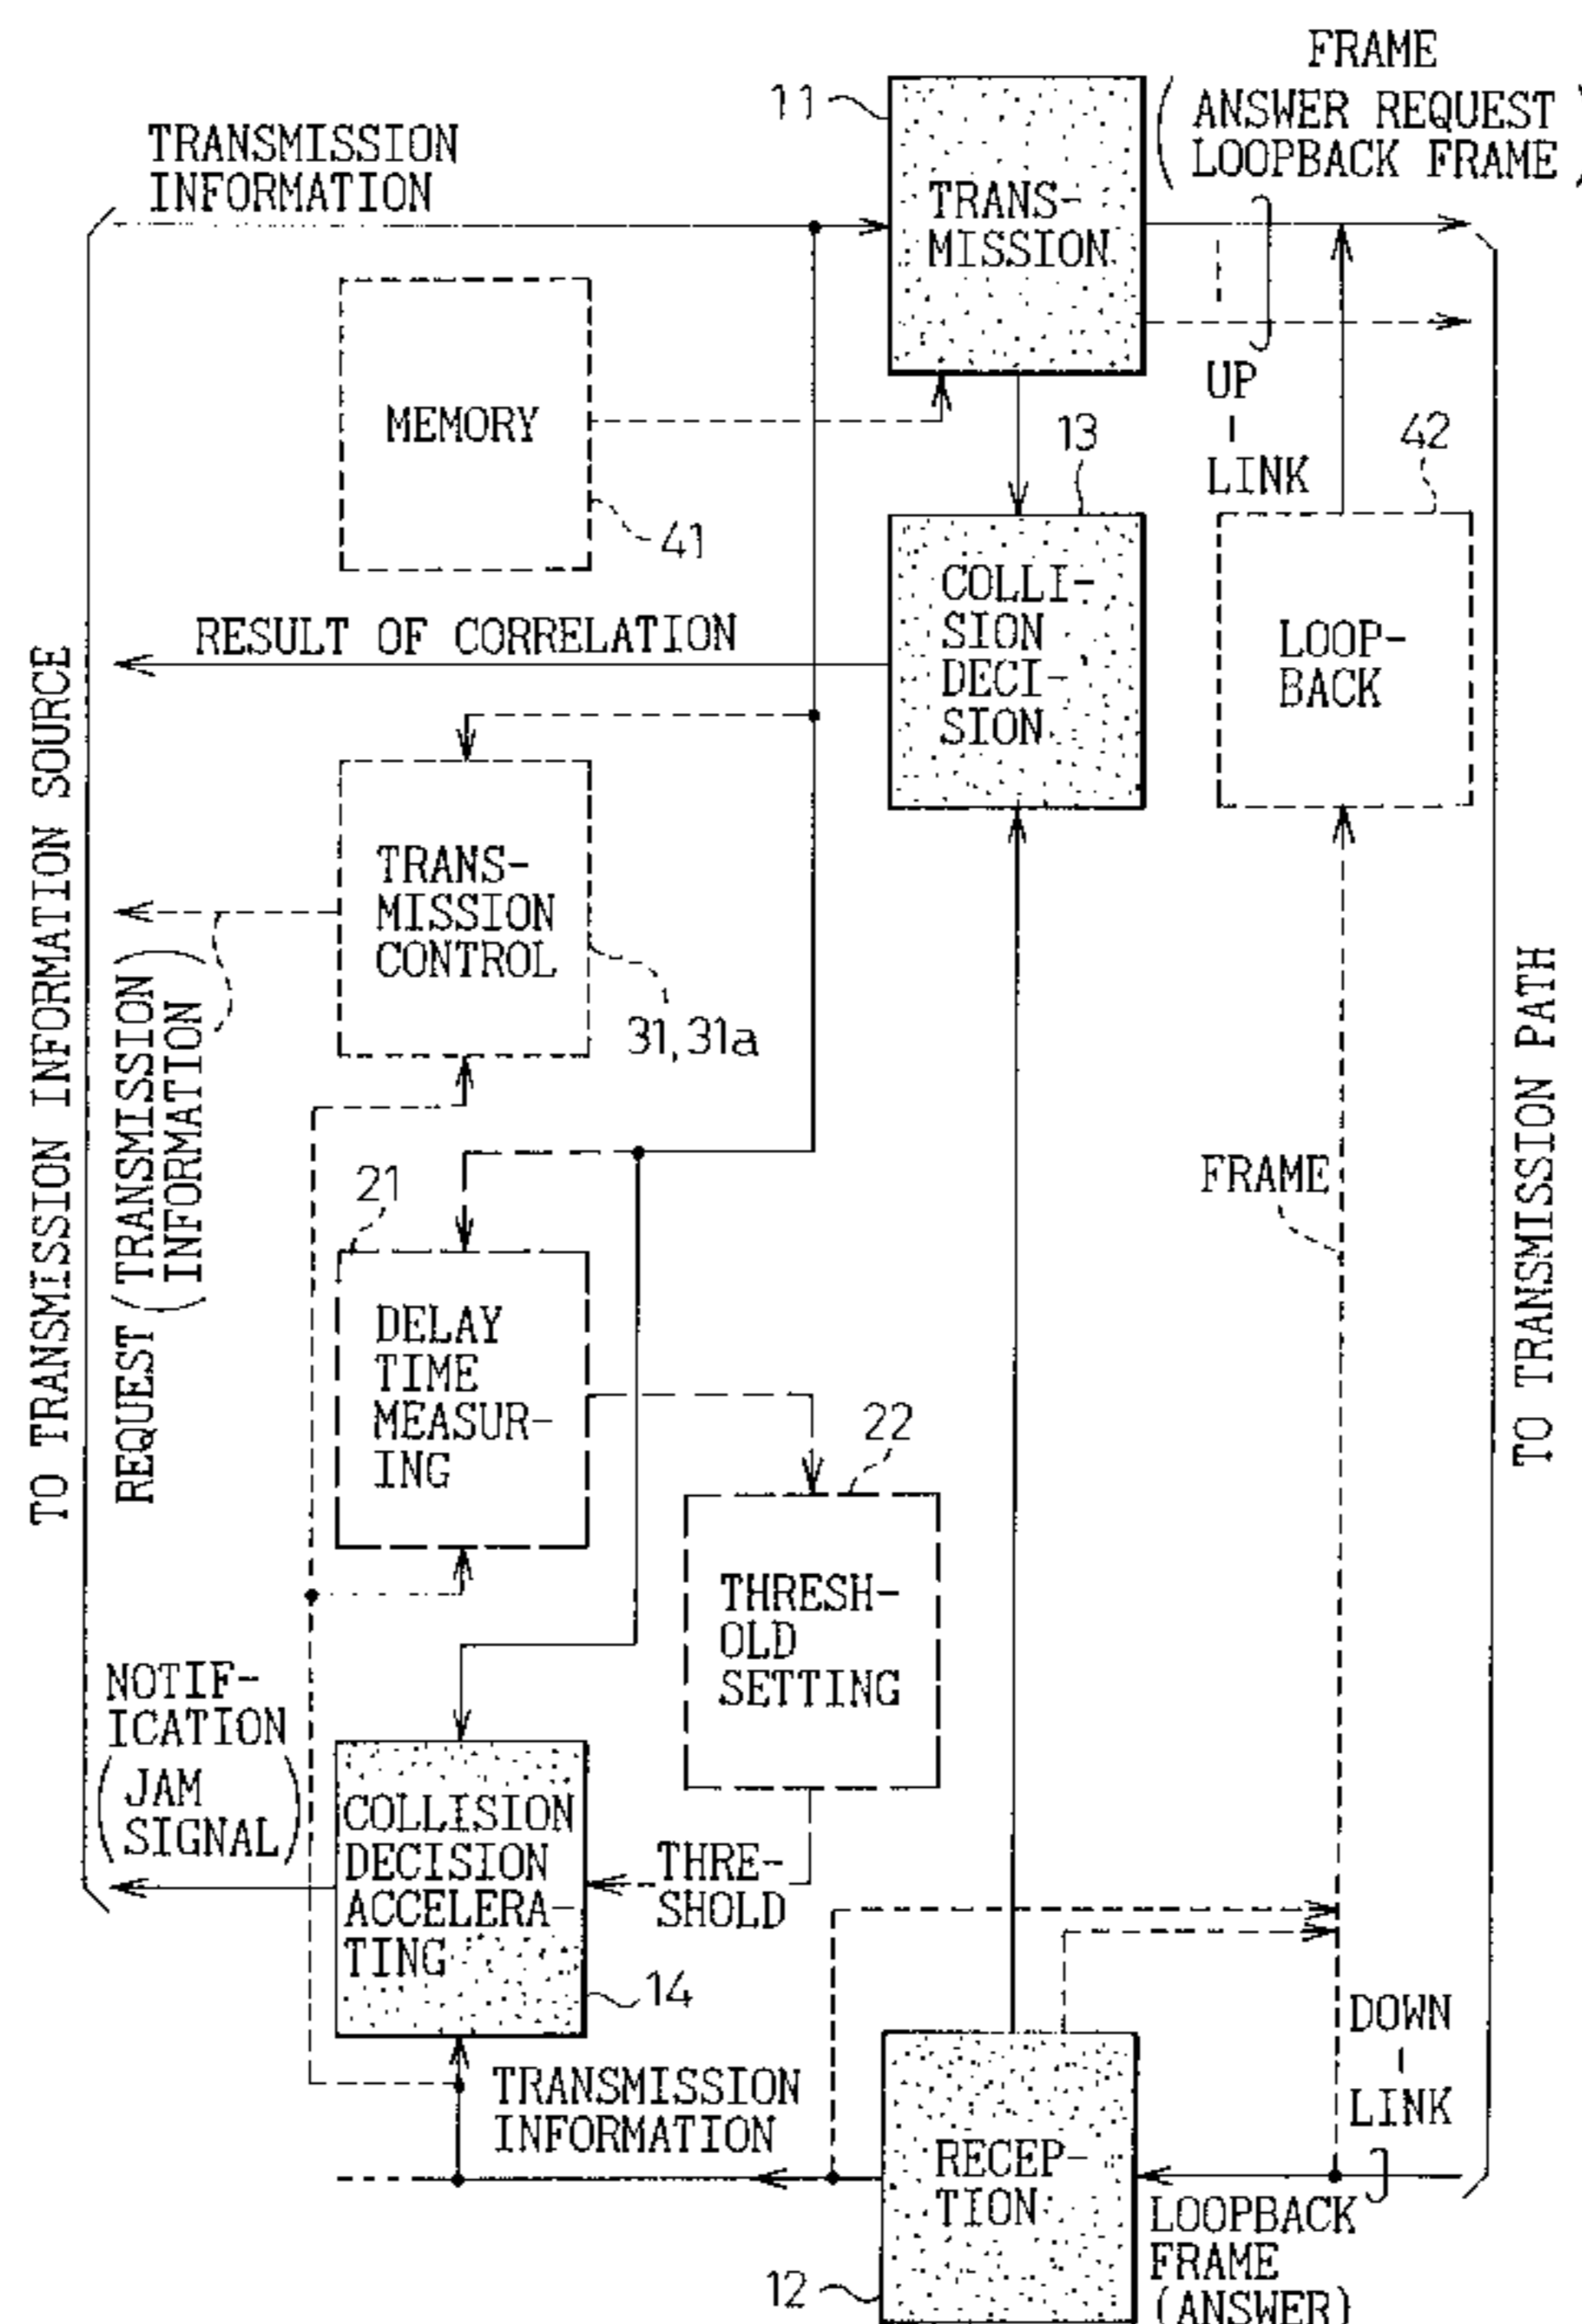 FRAME
(ANSWER REQUEST
LOOPBACK FRAME)
11
TRANSMISSION
INFORMATION
TRANS-
MISSION
MEMORY
41
UP
|
LINK
13
42
COLLI-
SION
DECI-
SION
LOOP-
BACK
RESULT OF CORRELATION
TO TRANSMISSION INFORMATION SOURCE
TRANS-
MISSION
CONTROL
31, 31a
REQUEST (TRANSMISSION
INFORMATION)
TO TRANSMISSION PATH
FRAME
21
DELAY
TIME
MEASUR-
ING
22
THRESH-
OLD
SETTING
NOTIF-
ICATION
(JAM
SIGNAL)
COLLISION
DECISION
ACCELERA-
TING
THRE-
SHOLD
14
DOWN
|
LINK
TRANSMISSION
INFORMATION
RECEP-
TION
12
LOOPBACK
FRAME
(ANSWER)